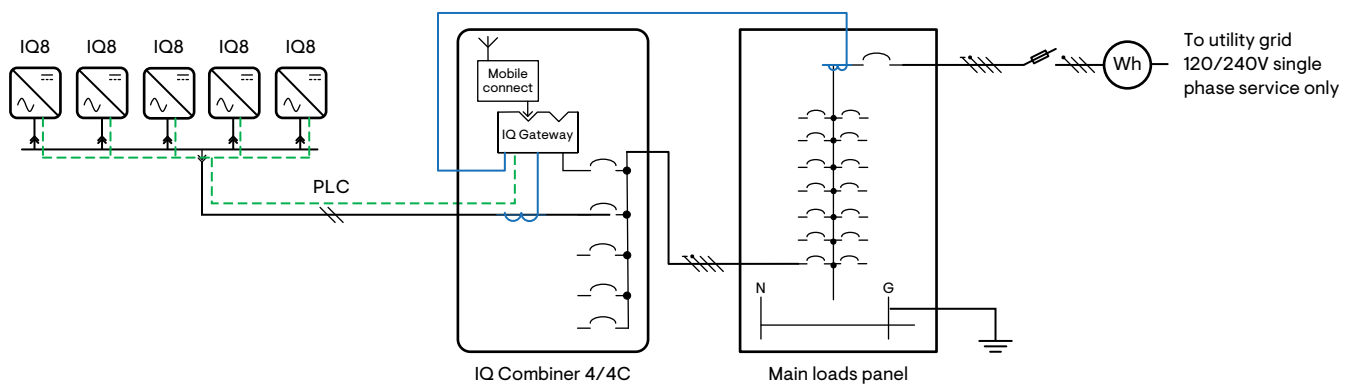 IQ8
IQ8
IQ8
IQ8
IQ8
PLC
Mobile
connect
IQ Gateway
IQ Combiner 4/4C
N
G
Main loads panel
Wh
To utility grid
120/240V single
phase service only